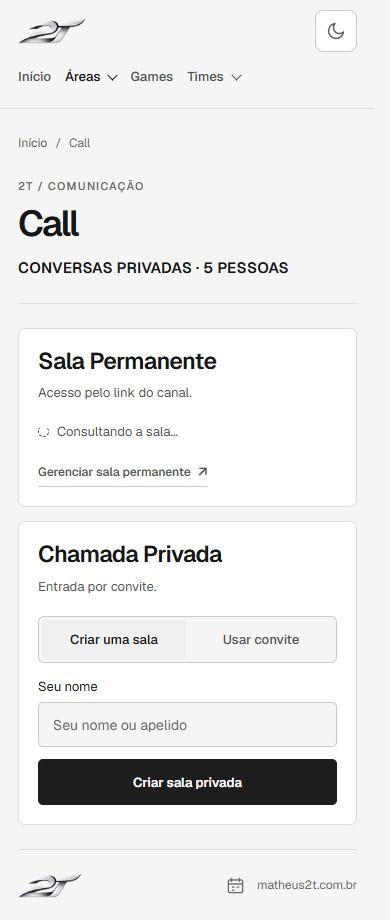 2T
Início Áreas Games Times
Início / Call
2T / COMUNICAÇÃO
Call
CONVERSAS PRIVADAS · 5 PESSOAS
Sala Permanente
Acesso pelo link do canal.
Consultando a sala…
Gerenciar sala permanente ↗
Chamada Privada
Entrada por convite.
Criar uma sala Usar convite
Seu nome
Seu nome ou apelido
Criar sala privada
2T matheus2t.com.br